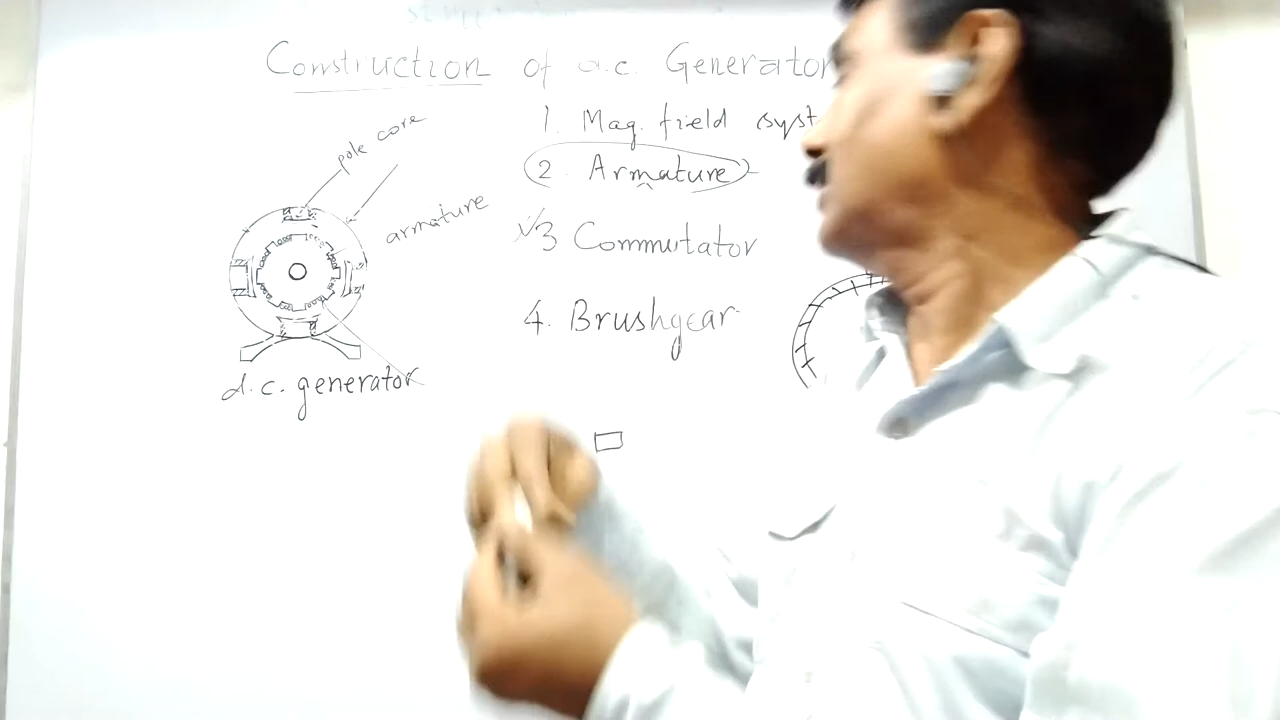 Construction of d.c. Generator
1. Mag. field syst
2. Armature
3 Commutator
4. Brushgear
pole core
armature
d.c. generator